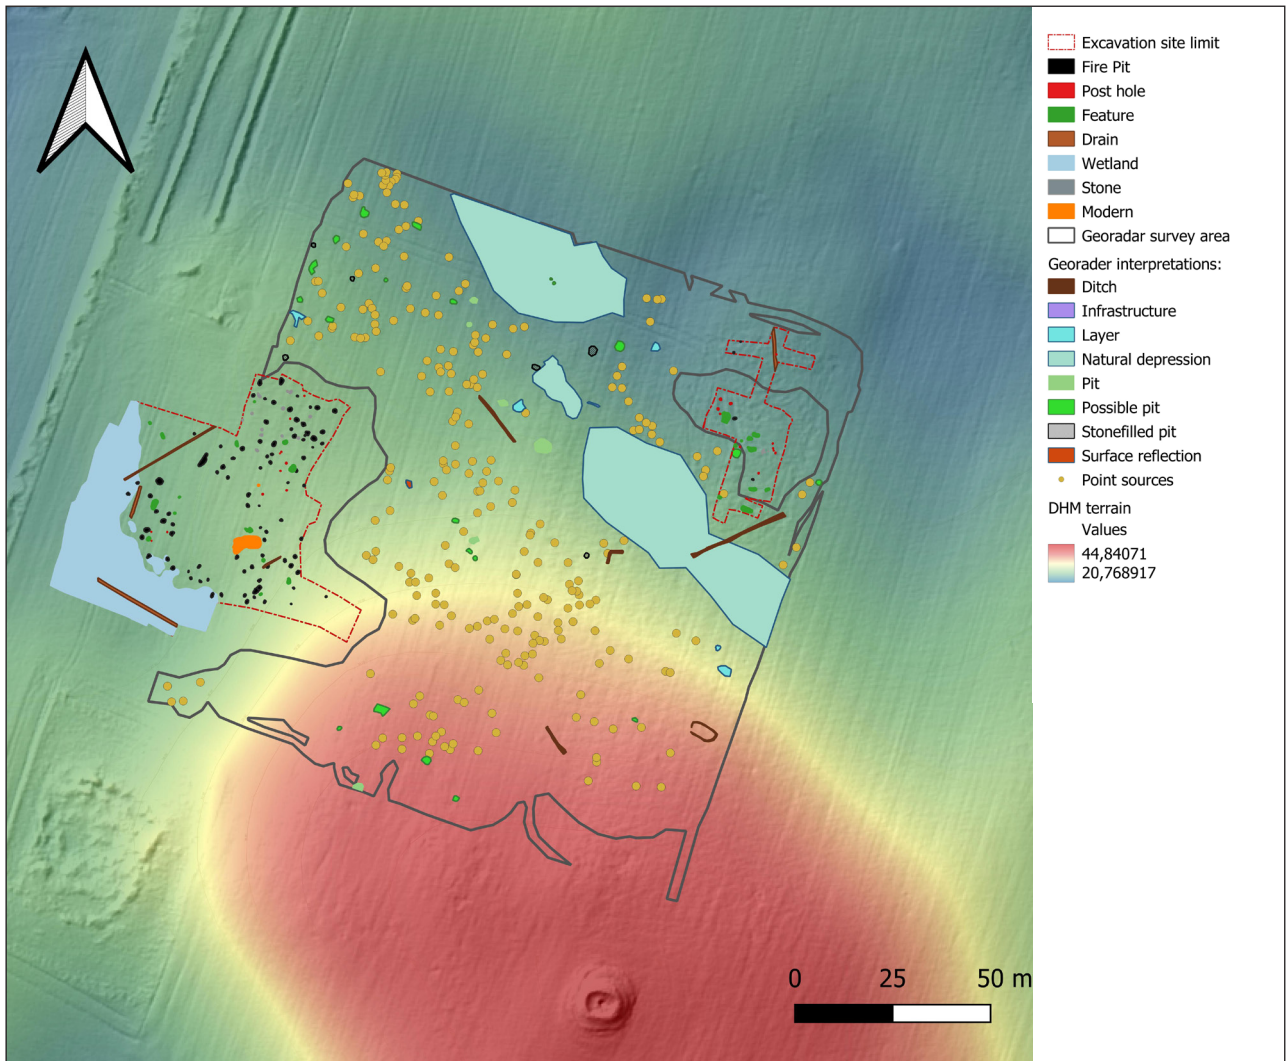 Excavation site limit
Fire Pit
Post hole
Feature
Drain
Wetland
Stone
Modern
Georadar survey area
Georader interpretations:
Ditch
Infrastructure
Layer
Natural depression
Pit
Possible pit
Stonefilled pit
Surface reflection
Point sources
DHM terrain
Values
44,84071
20,768917
0 25 50 m